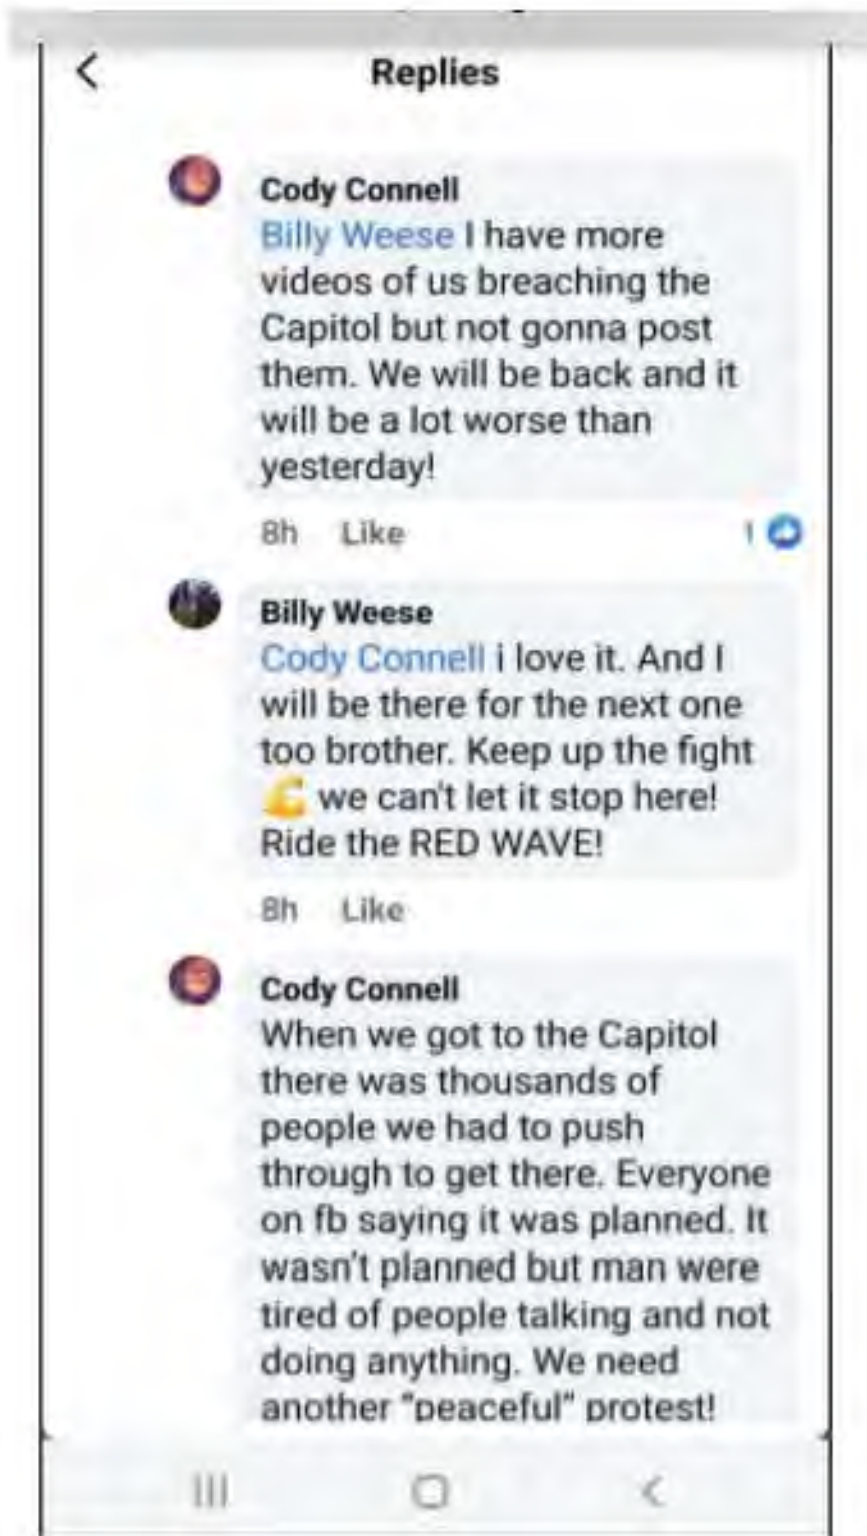 Replies
Cody Connell
Billy Weese I have more
videos of us breaching the
Capitol but not gonna post
them. We will be back and it
will be a lot worse than
yesterday!
8h Like 1
Billy Weese
Cody Connell i love it. And I
will be there for the next one
too brother. Keep up the fight
💪 we can't let it stop here!
Ride the RED WAVE!
8h Like
Cody Connell
When we got to the Capitol
there was thousands of
people we had to push
through to get there. Everyone
on fb saying it was planned. It
wasn't planned but man were
tired of people talking and not
doing anything. We need
another "peaceful" protest!